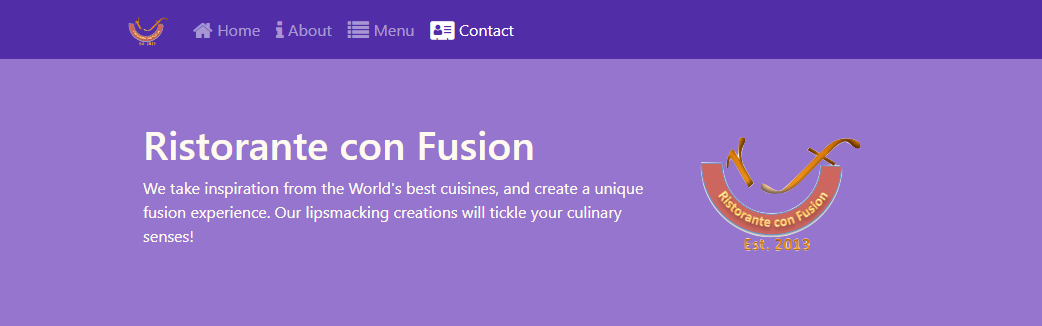 Home About Menu Contact
Ristorante con Fusion
We take inspiration from the World's best cuisines, and create a unique
fusion experience. Our lipsmacking creations will tickle your culinary
senses!
Ristorante con Fusion
Est. 2013